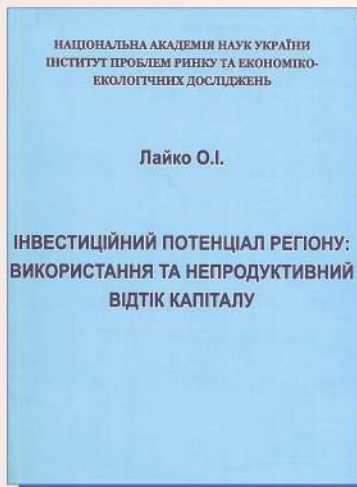 НАЦІОНАЛЬНА АКАДЕМІЯ НАУК УКРАЇНИ
ІНСТИТУТ ПРОБЛЕМ РИНКУ ТА ЕКОНОМІКО-
ЕКОЛОГІЧНИХ ДОСЛІДЖЕНЬ
Лайко О.І.
ІНВЕСТИЦІЙНИЙ ПОТЕНЦІАЛ РЕГІОНУ:
ВИКОРИСТАННЯ ТА НЕПРОДУКТИВНИЙ
ВІДТІК КАПІТАЛУ